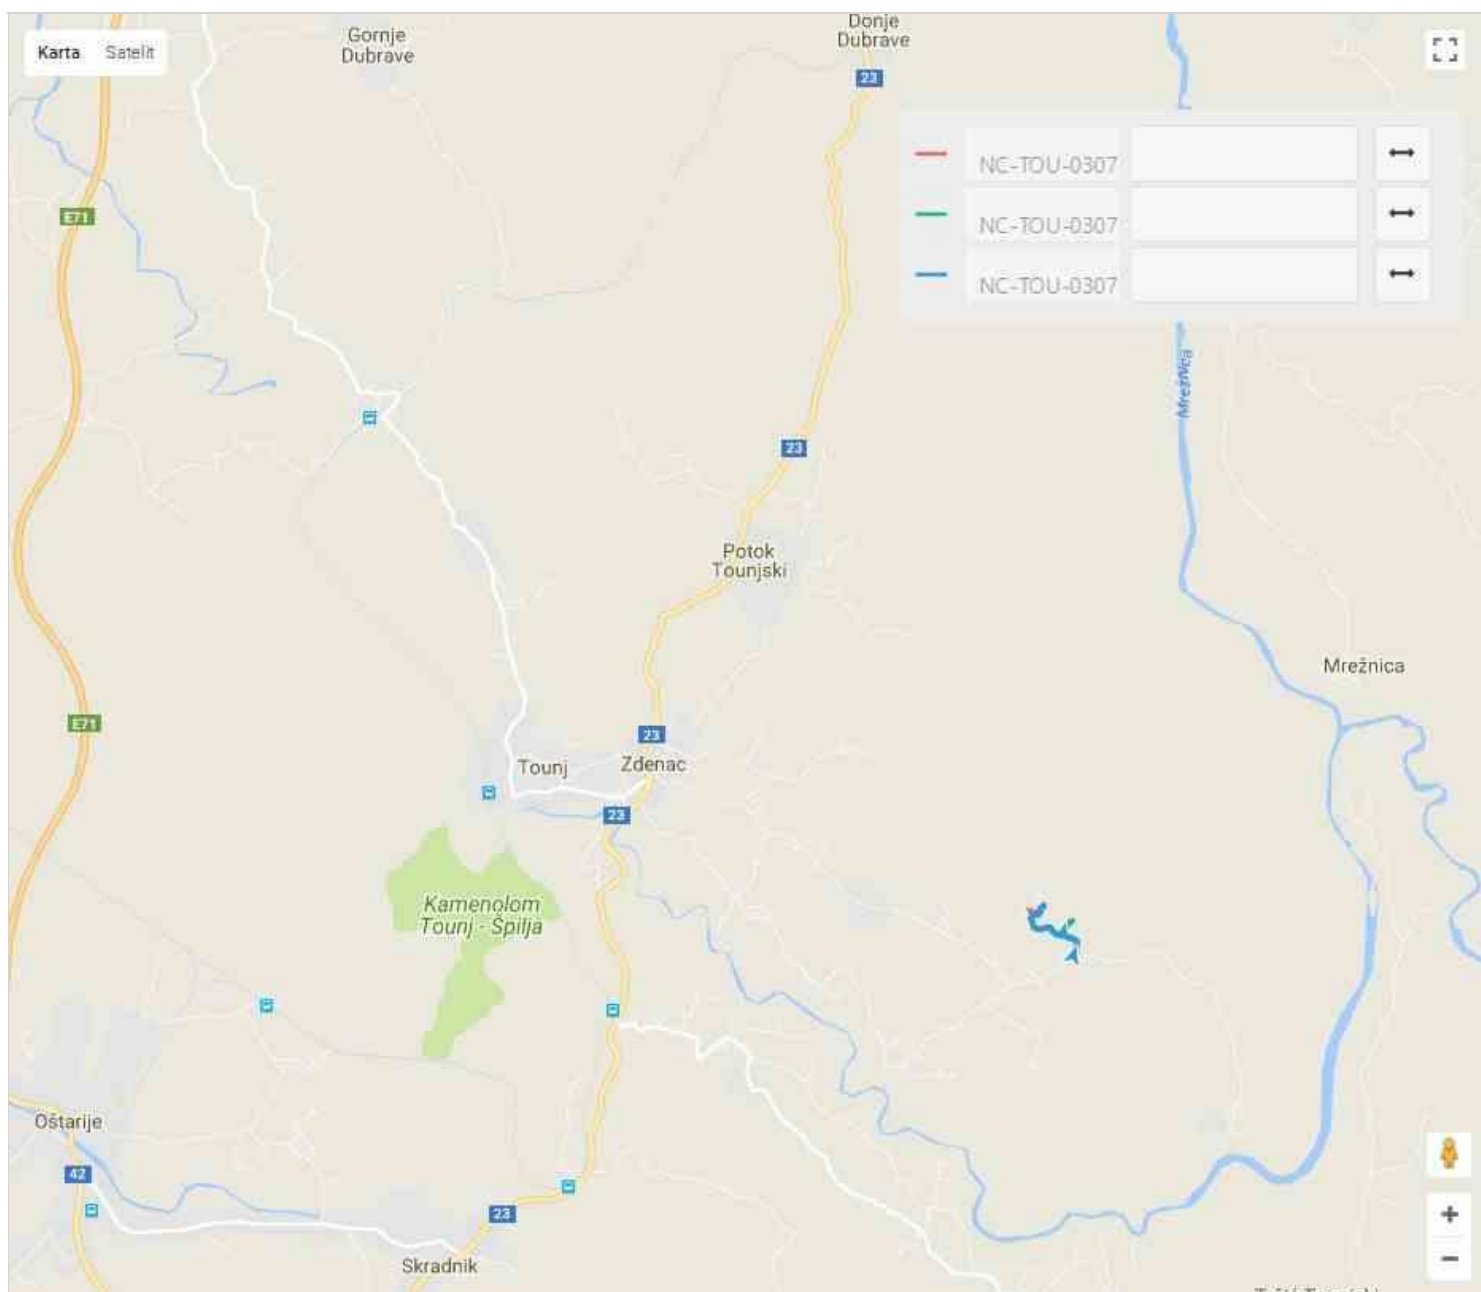 Karta Satelit
Gornje
Dubrave
Donje
Dubrave
23
NC-TOU-0307
E71
NC-TOU-0307
NC-TOU-0307
Mrežnica
23
Potok
Tounjski
Mrežnica
E71
23
Tounj
Zdenac
23
Kamenolom
Tounj - Špilja
Oštarije
42
23
Skradnik